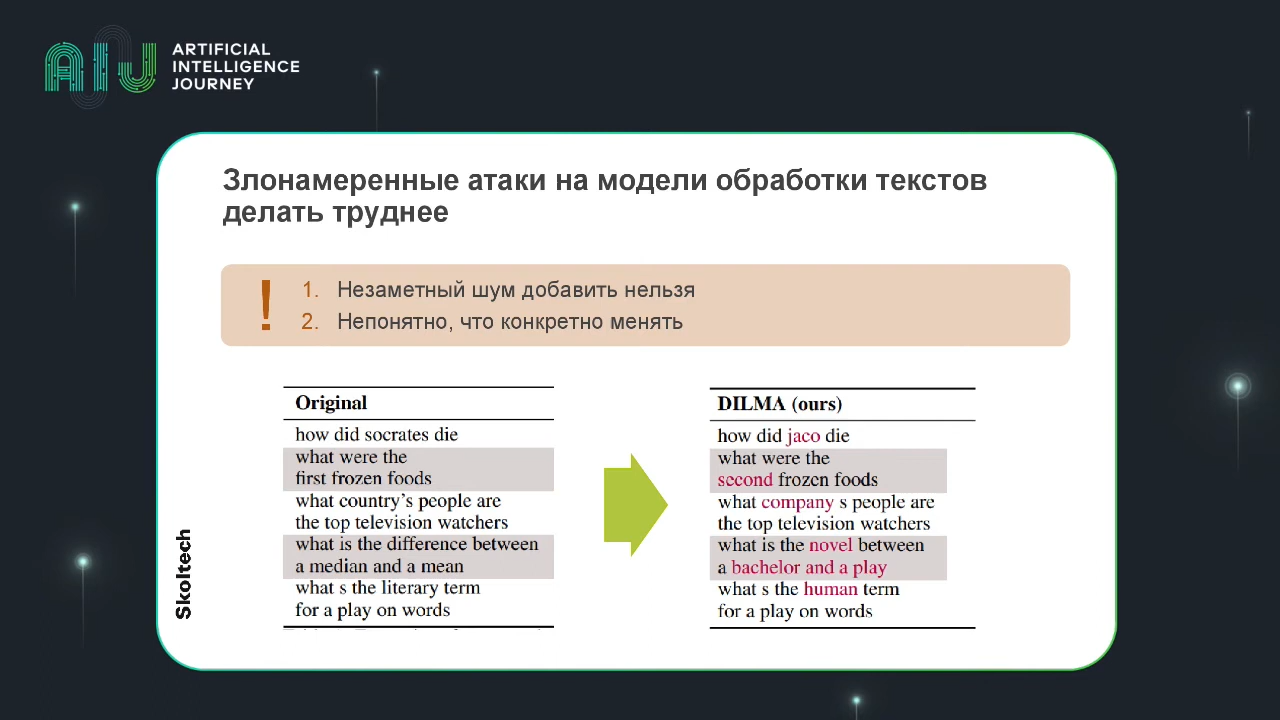 ARTIFICIAL
INTELLIGENCE
JOURNEY
Злонамеренные атаки на модели обработки текстов
делать труднее
!
1. Незаметный шум добавить нельзя
2. Непонятно, что конкретно менять
Original
how did socrates die
what were the
first frozen foods
what country's people are
the top television watchers
what is the difference between
a median and a mean
what s the literary term
for a play on words
DILMA (ours)
how did jaco die
what were the
second frozen foods
what company s people are
the top television watchers
what is the novel between
a bachelor and a play
what s the human term
for a play on words
Skoltech